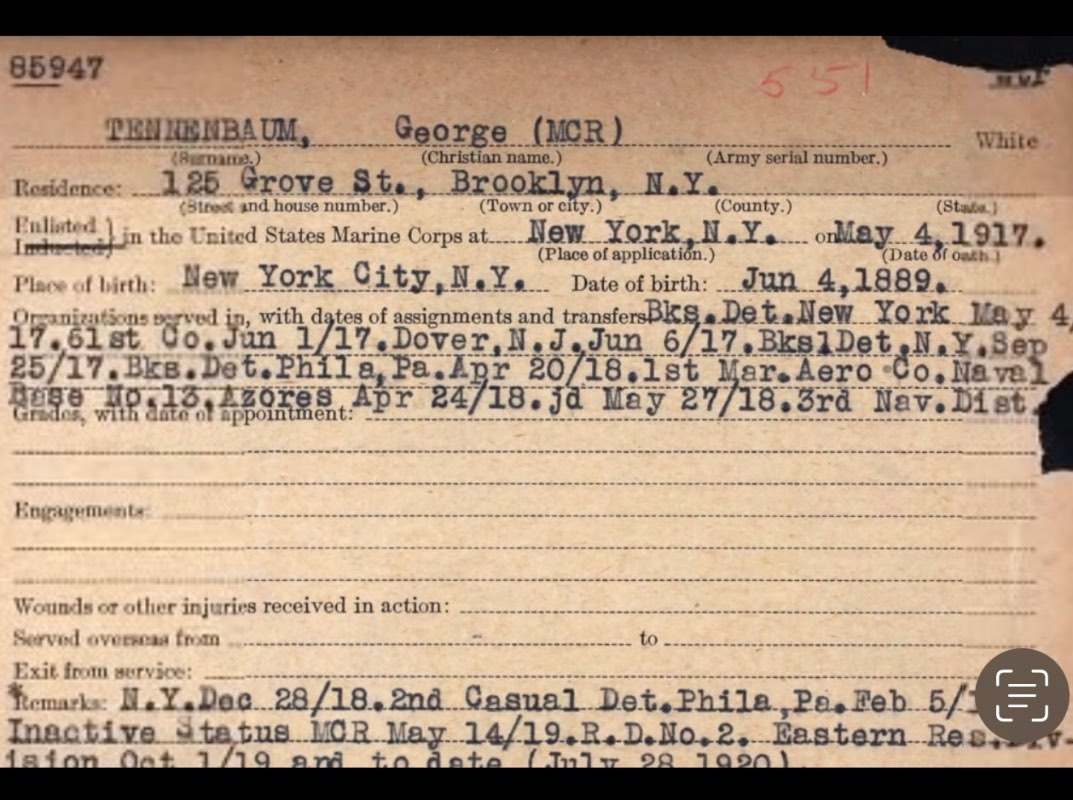 85947
551
TENNENBAUM, George (MCR) White
(Surname.) (Christian name.) (Army serial number.)
Residence: 125 Grove St., Brooklyn, N.Y.
(Street and house number.) (Town or city.) (County.) (State.)
Enlisted
Inducted } in the United States Marine Corps at New York,N.Y. on May 4,1917.
(Place of application.) (Date of oath.)
Place of birth: New York City,N.Y. Date of birth: Jun 4,1889.
Organizations served in, with dates of assignments and transfers Bks.Det.New York May 4,
17.61st Co.Jun 1/17.Dover,N.J.Jun 6/17.BkslDet.N.Y.Sep
25/17.Bks.Det.Phila,Pa.Apr 20/18.1st Mar.Aero Co.Naval
Base No.13.Azores Apr 24/18.jd May 27/18.3rd Nav.Dist.
Grades, with date of appointment:
Engagements:
Wounds or other injuries received in action:
Served overseas from to
Exit from service:
*Remarks: N.Y.Dec 28/18.2nd Casual Det.Phila,Pa.Feb 5/
Inactive Status MCR May 14/19.R.D.No.2. Eastern Res.Div-
ision Oct 1/19 and to date (July 28 1920).